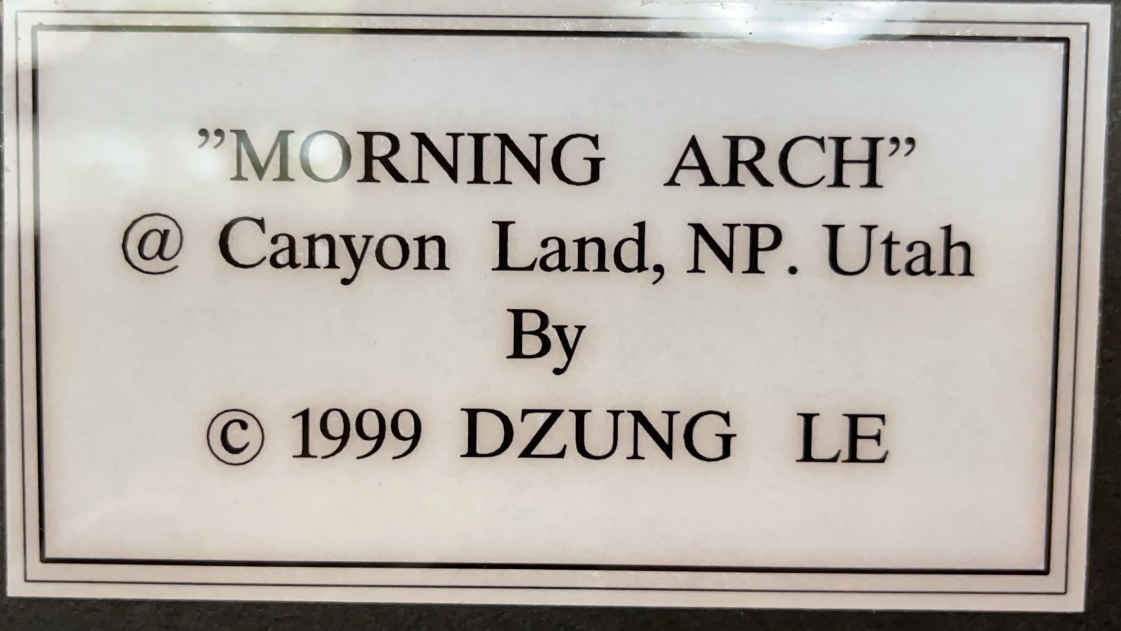 ”MORNING ARCH”
@ Canyon Land, NP. Utah
By
© 1999 DZUNG LE